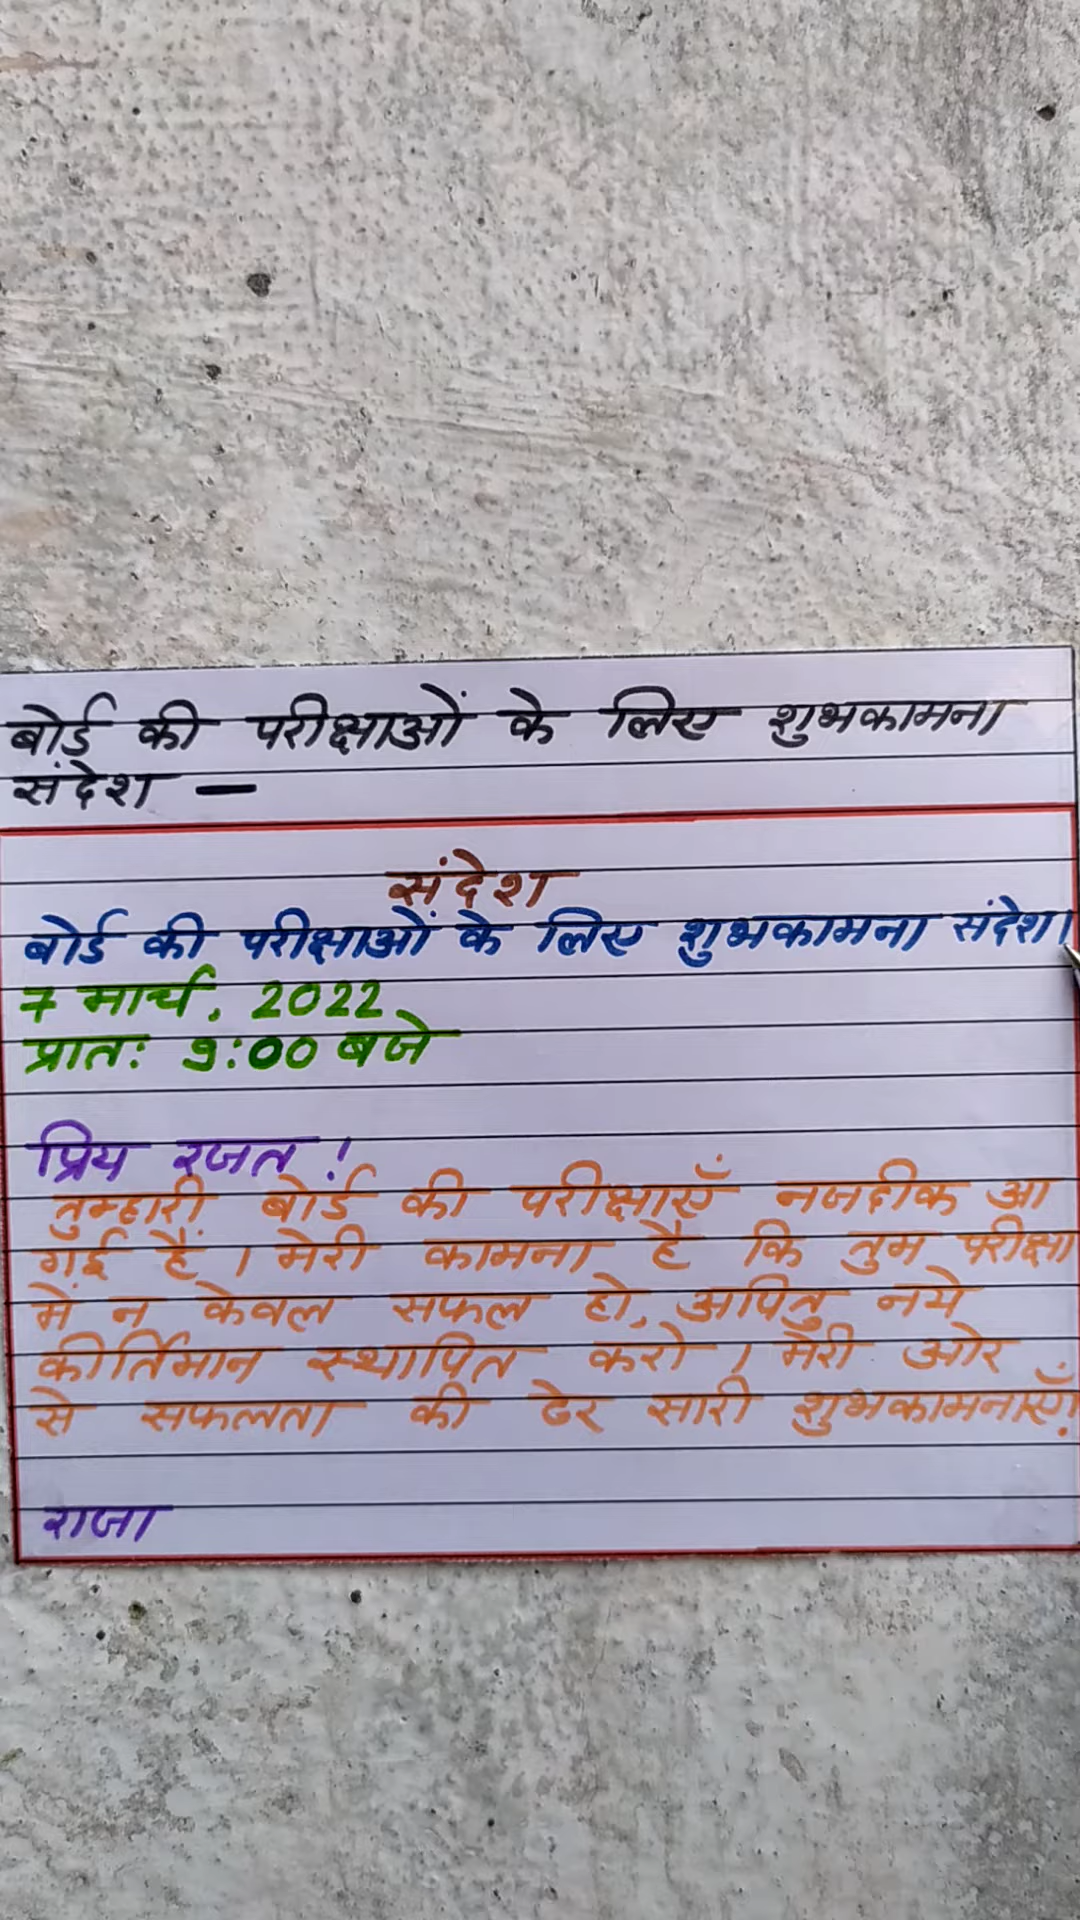 बोर्ड की परीक्षाओं के लिए शुभकामना
संदेश —
संदेश
बोर्ड की परीक्षाओं के लिए शुभकामना संदेश।
7 मार्च, 2022
प्रातः 9:00 बजे
प्रिय रजत !
तुम्हारी बोर्ड की परीक्षाएँ नजदीक आ
गई हैं । मेरी कामना है कि तुम परीक्षा
में न केवल सफल हो, अपितु नये
कीर्तिमान स्थापित करो । मेरी ओर
से सफलता की ढेर सारी शुभकामनाएँ!
राजा